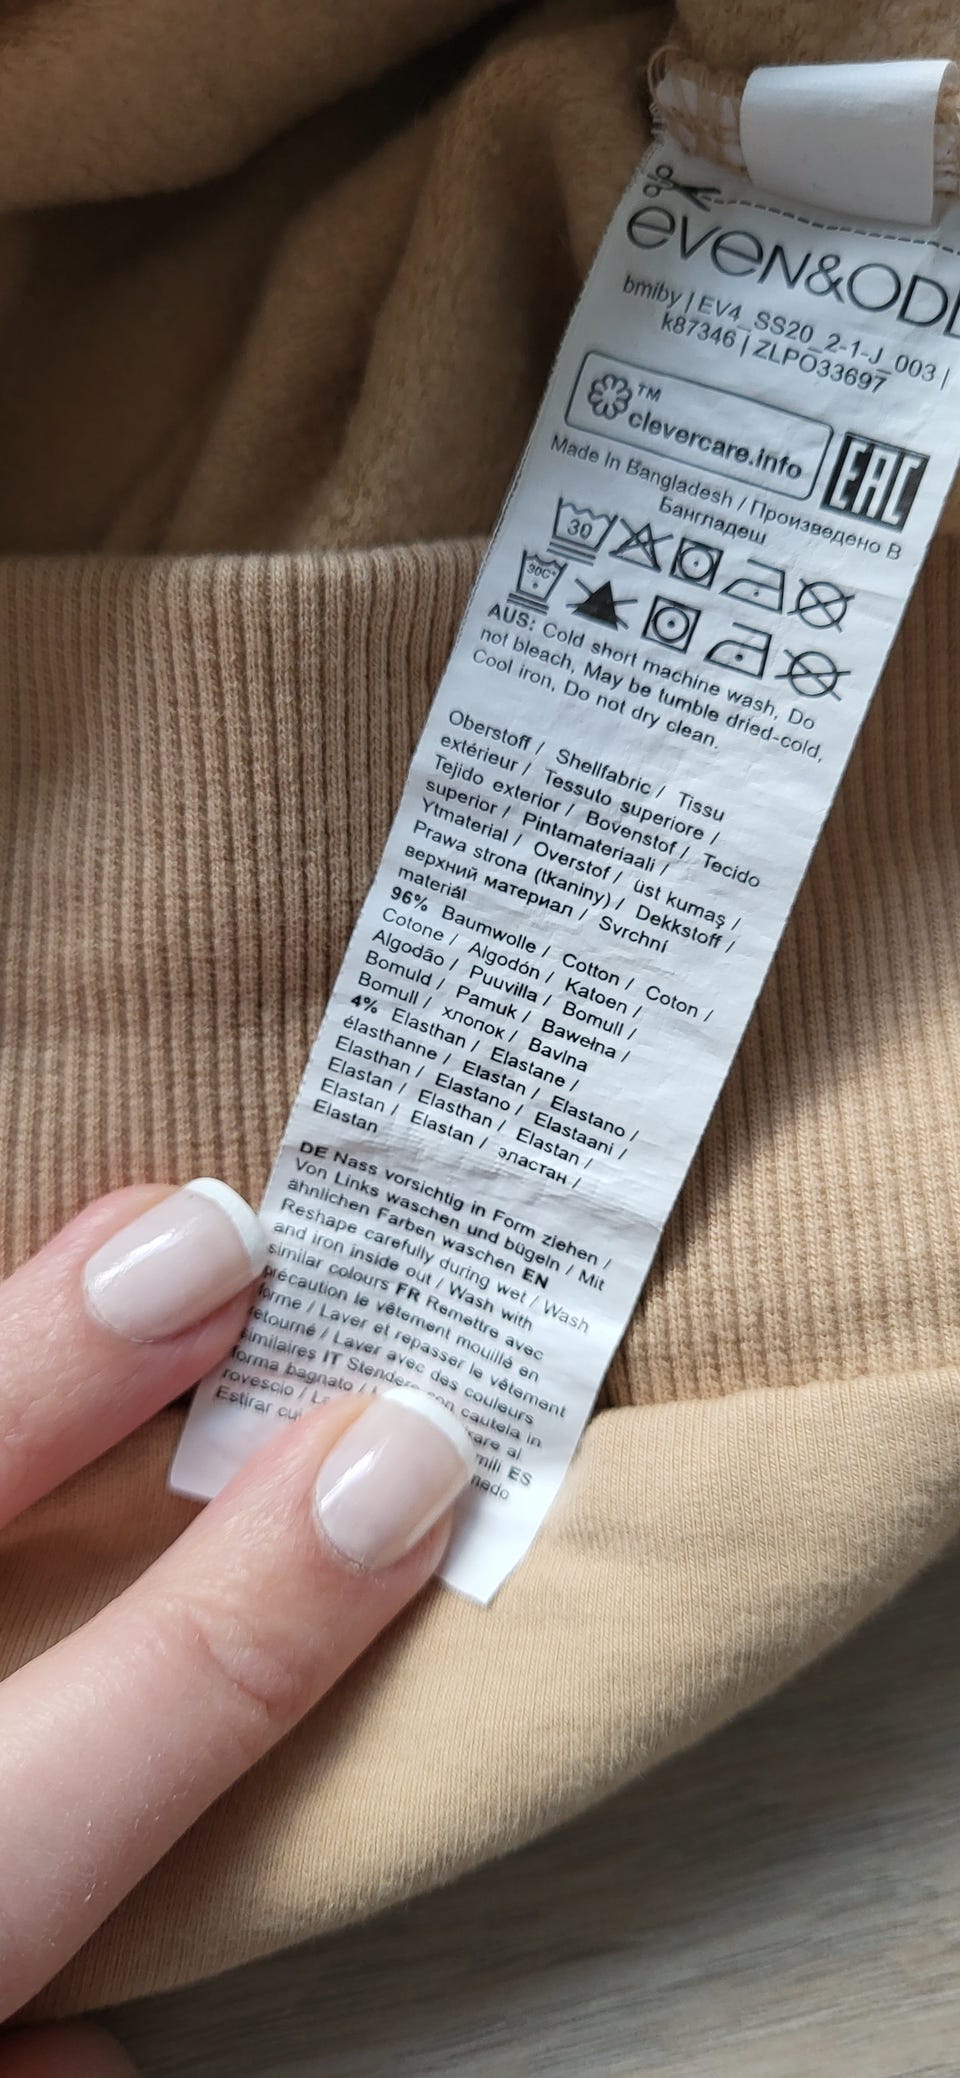 even&ODD
bmiby | EV4_SS20_2-1-J_003 |
k87346 | ZLPO33697
TM
clevercare.info
EAC
Made In Bangladesh / Произведено В
Бангладеш
30
30C°
AUS: Cold short machine wash, Do
not bleach, May be tumble dried-cold,
Cool iron, Do not dry clean.
Oberstoff / Shellfabric / Tissu
extérieur / Tessuto superiore /
Tejido exterior / Bovenstof / Tecido
superior / Pintamateriaali /
Ytmaterial / Overstof / üst kumaş /
Prawa strona (tkaniny) / Dekkstoff /
верхний материал / Svrchní
materiál
96% Baumwolle / Cotton / Coton /
Cotone / Algodón / Katoen /
Algodão / Puuvilla / Bomull /
Bomuld / Pamuk / Bawełna /
Bomull / хлопок / Bavlna
4% Elasthan / Elastane /
élasthanne / Elastan / Elastano /
Elasthan / Elastano / Elastaani /
Elastan / Elasthan / Elastan /
Elastan / Elastan / эластан /
Elastan
DE Nass vorsichtig in Form ziehen /
Von Links waschen und bügeln / Mit
ähnlichen Farben waschen EN
Reshape carefully during wet / Wash
and iron inside out / Wash with
similar colours FR Remettre avec
précaution le vêtement mouillé en
forme / Laver et repasser le vêtement
retourné / Laver avec des couleurs
similaires IT Stendere con cautela in
forma bagnato / al
rovescio / ES
Estirar